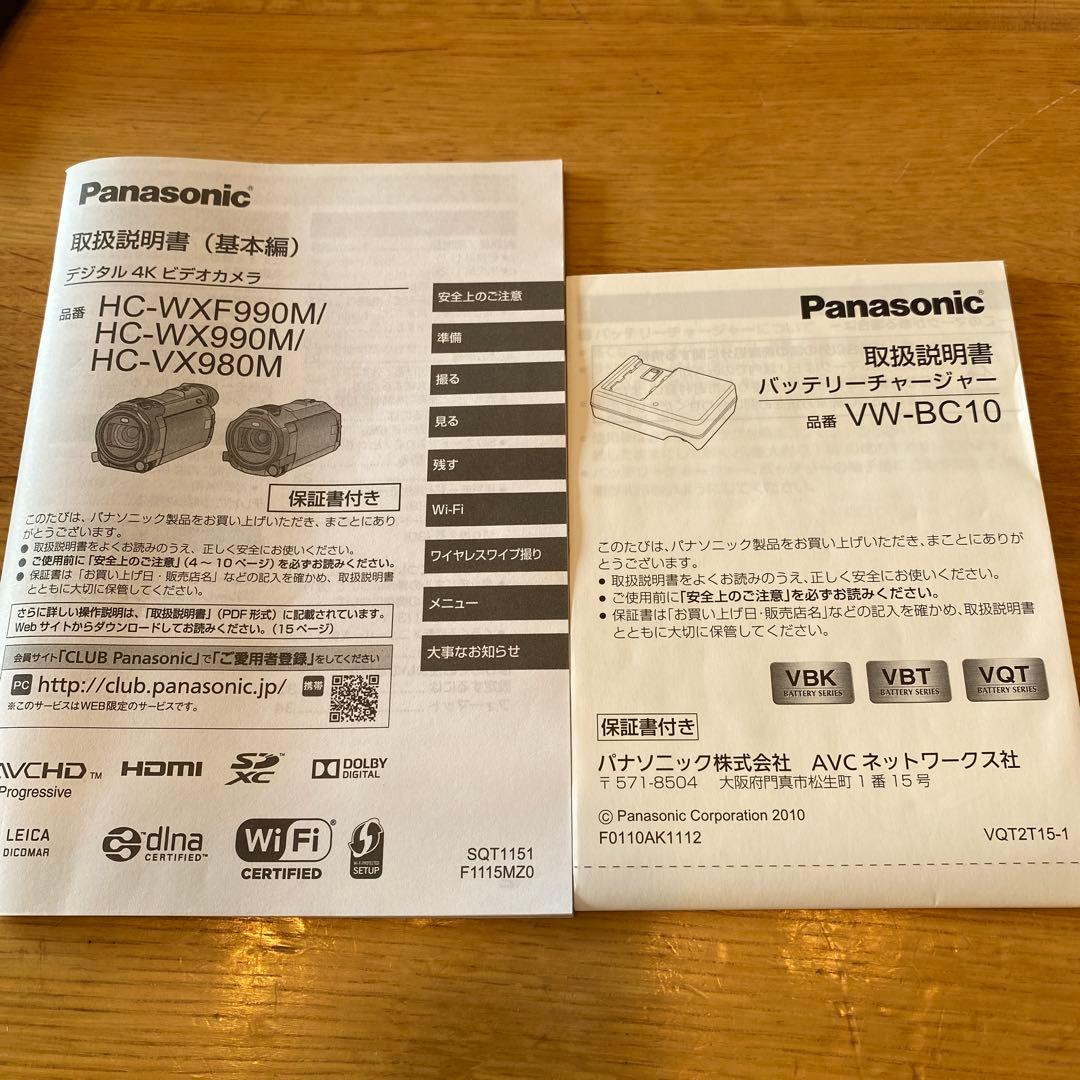 Panasonic
取扱説明書（基本編）
デジタル 4K ビデオカメラ
品番 HC-WXF990M/
HC-WX990M/
HC-VX980M
保証書付き
このたびは、パナソニック製品をお買い上げいただき、まことにありがとうございます。
● 取扱説明書をよくお読みのうえ、正しく安全にお使いください。
● ご使用前に「安全上のご注意」（4 ～ 10 ページ）を必ずお読みください。
● 保証書は「お買い上げ日・販売店名」などの記入を確かめ、取扱説明書
とともに大切に保管してください。
さらに詳しい操作説明は、「取扱説明書」（PDF 形式）に記載されています。
Web サイトからダウンロードしてお読みください。（15 ページ）
会員サイト「CLUB Panasonic」で「ご愛用者登録」をしてください
PC http://club.panasonic.jp/ 携帯
※このサービスはWEB限定のサービスです。
AVCHD™
Progressive
HDMI
SD XC™
DOLBY
DIGITAL
LEICA
DICOMAR
dlna
CERTIFIED™
Wi Fi
CERTIFIED
WI-FI PROTECTED
SETUP
SQT1151
F1115MZ0
安全上のご注意
準備
撮る
見る
残す
Wi-Fi
ワイヤレスワイプ撮り
メニュー
大事なお知らせ
Panasonic
取扱説明書
バッテリーチャージャー
品番 VW-BC10
このたびは、パナソニック製品をお買い上げいただき、まことにありが
とうございます。
● 取扱説明書をよくお読みのうえ、正しく安全にお使いください。
● ご使用前に「安全上のご注意」を必ずお読みください。
● 保証書は「お買い上げ日・販売店名」などの記入を確かめ、取扱説明書
とともに大切に保管してください。
VBK
BATTERY SERIES
VBT
BATTERY SERIES
VQT
BATTERY SERIES
保証書付き
パナソニック株式会社 AVC ネットワークス社
〒571-8504 大阪府門真市松生町 1 番 15 号
© Panasonic Corporation 2010
F0110AK1112
VQT2T15-1